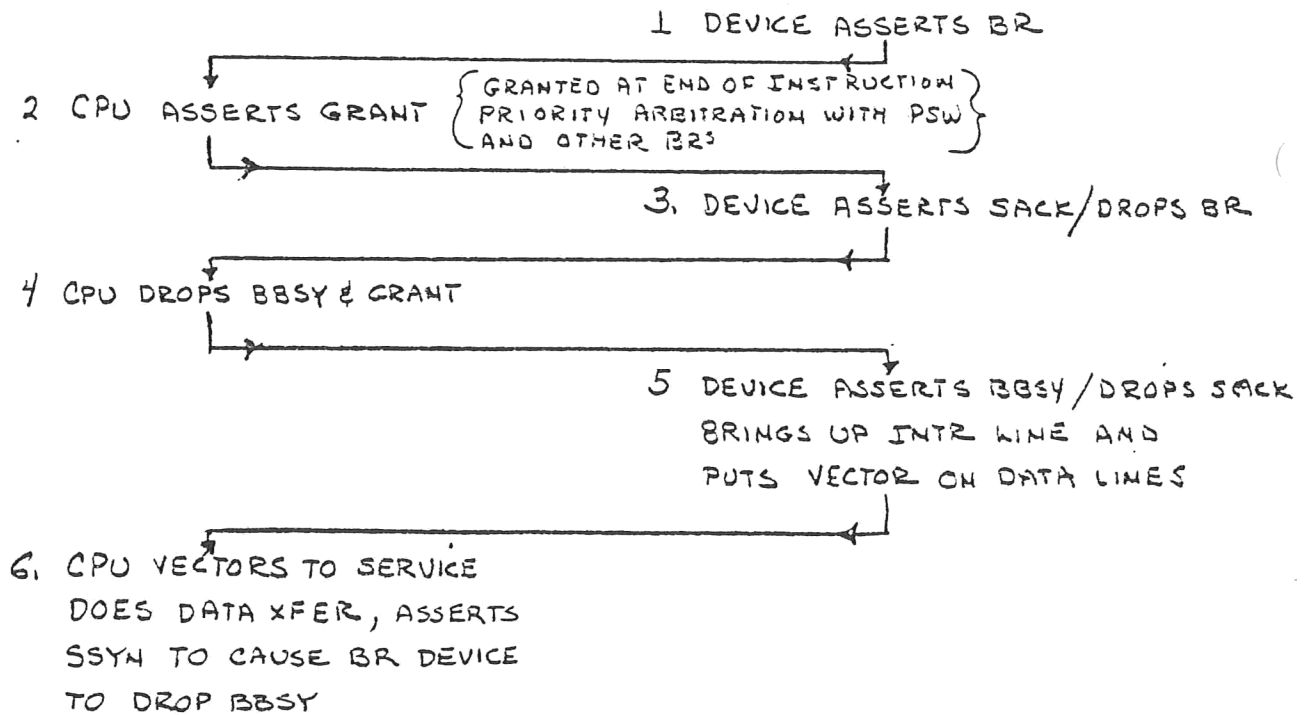 1 DEVICE ASSERTS BR
2 CPU ASSERTS GRANT { GRANTED AT END OF INSTRUCTION
PRIORITY ARBITRATION WITH PSW
AND OTHER BRS }
3. DEVICE ASSERTS SACK/DROPS BR
4 CPU DROPS BBSY & GRANT
5 DEVICE ASSERTS BBSY/DROPS SACK
BRINGS UP INTR LINE AND
PUTS VECTOR ON DATA LINES
6. CPU VECTORS TO SERVICE
DOES DATA XFER, ASSERTS
SSYN TO CAUSE BR DEVICE
TO DROP BBSY